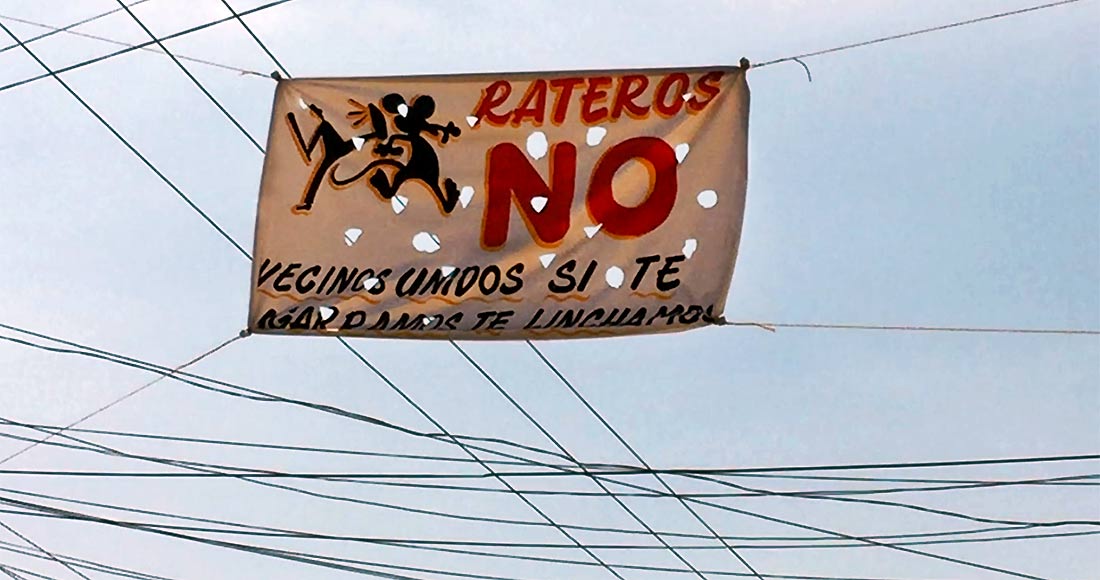 RATEROS
NO
VECINOS UNIDOS SI TE
AGARRAMOS TE LINCHAMOS